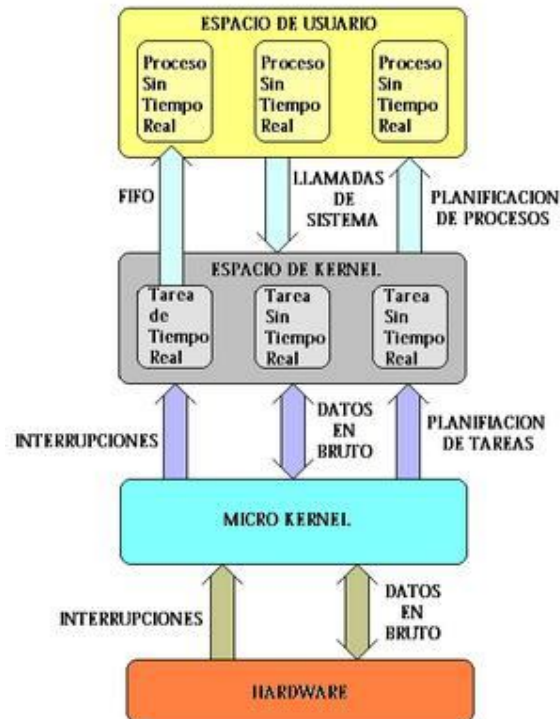 ESPACIO DE USUARIO
Proceso
Sin
Tiempo
Real
Proceso
Sin
Tiempo
Real
Proceso
Sin
Tiempo
Real
FIFO
LLAMADAS
DE
SISTEMA
PLANIFICACION
DE PROCESOS
ESPACIO DE KERNEL
Tarea
de
Tiempo
Real
Tarea
Sin
Tiempo
Real
Tarea
Sin
Tiempo
Real
INTERRUPCIONES
DATOS
EN
BRUTO
PLANIFIACION
DE TAREAS
MICRO KERNEL
INTERRUPCIONES
DATOS
EN
BRUTO
HARDWARE